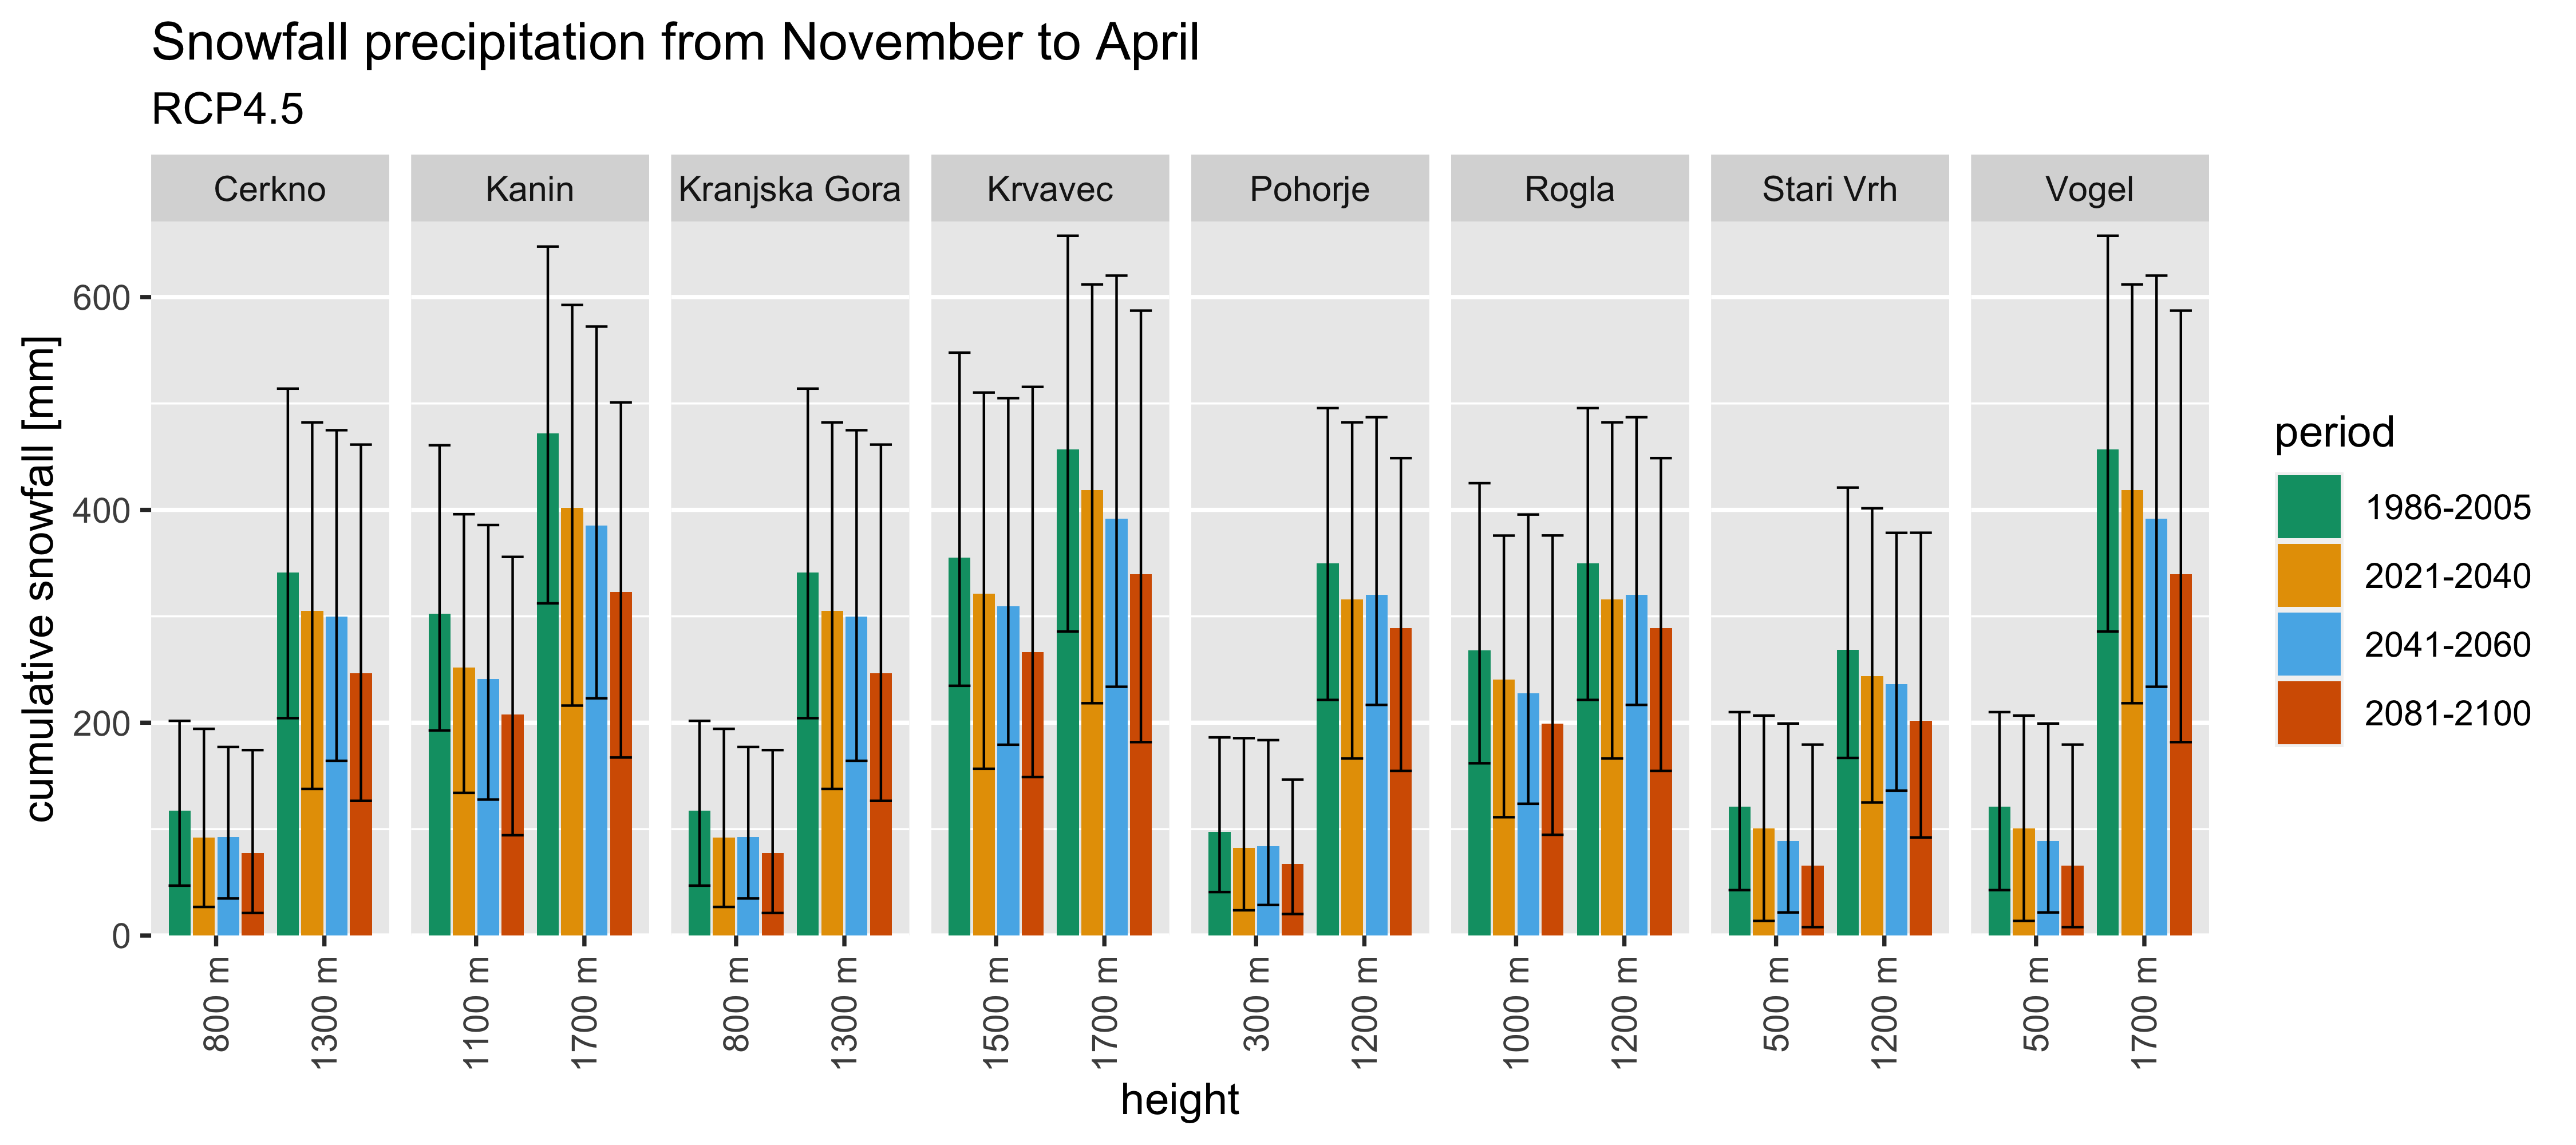 Snowfall precipitation from November to April
RCP4.5
Cerkno
Kanin
Kranjska Gora
Krvavec
Pohorje
Rogla
Stari Vrh
Vogel
cumulative snowfall [mm]
600
400
200
0
800 m
1300 m
1100 m
1700 m
800 m
1300 m
1500 m
1700 m
300 m
1200 m
1000 m
1200 m
500 m
1200 m
500 m
1700 m
height
period
1986-2005
2021-2040
2041-2060
2081-2100